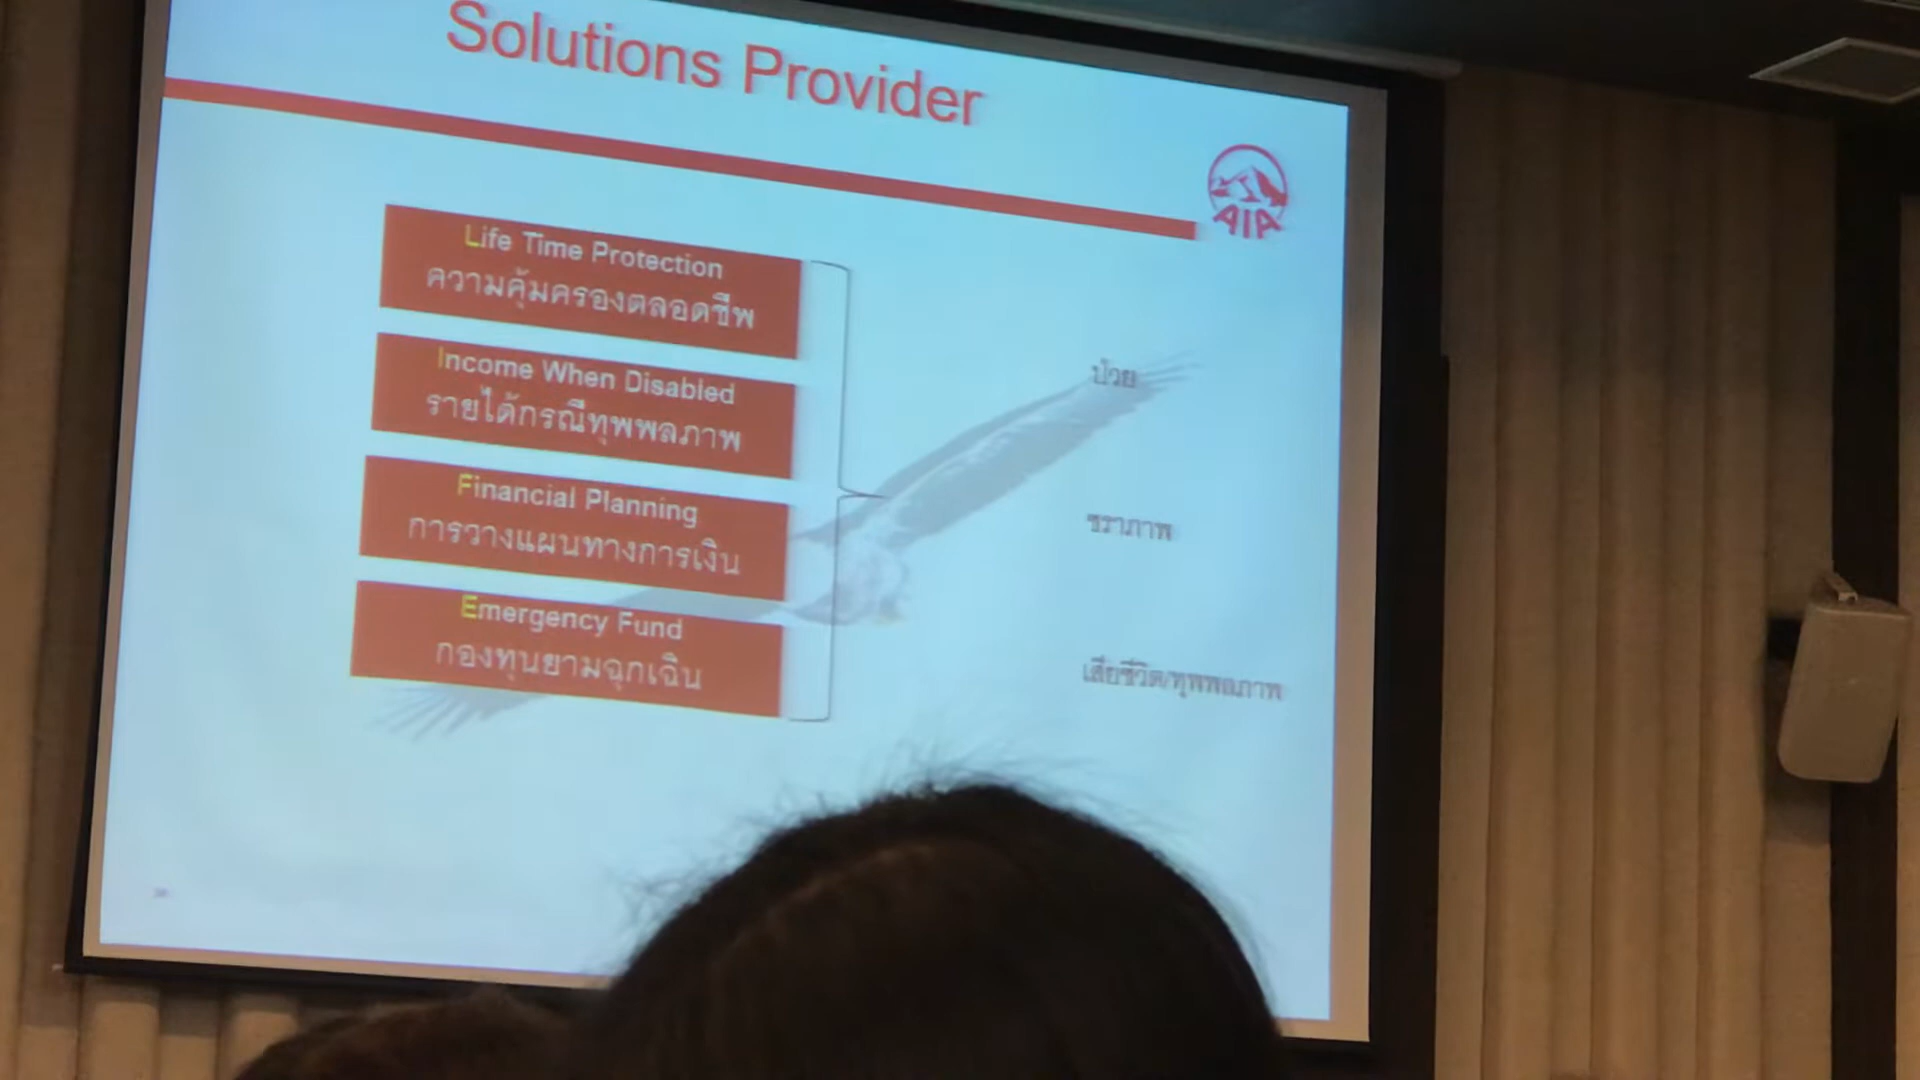 Solutions Provider
AIA
Life Time Protection
ความคุ้มครองตลอดชีพ
Income When Disabled
รายได้กรณีทุพพลภาพ
Financial Planning
การวางแผนทางการเงิน
Emergency Fund
กองทุนยามฉุกเฉิน
ป่วย
ชราภาพ
เสียชีวิต/ทุพพลภาพ